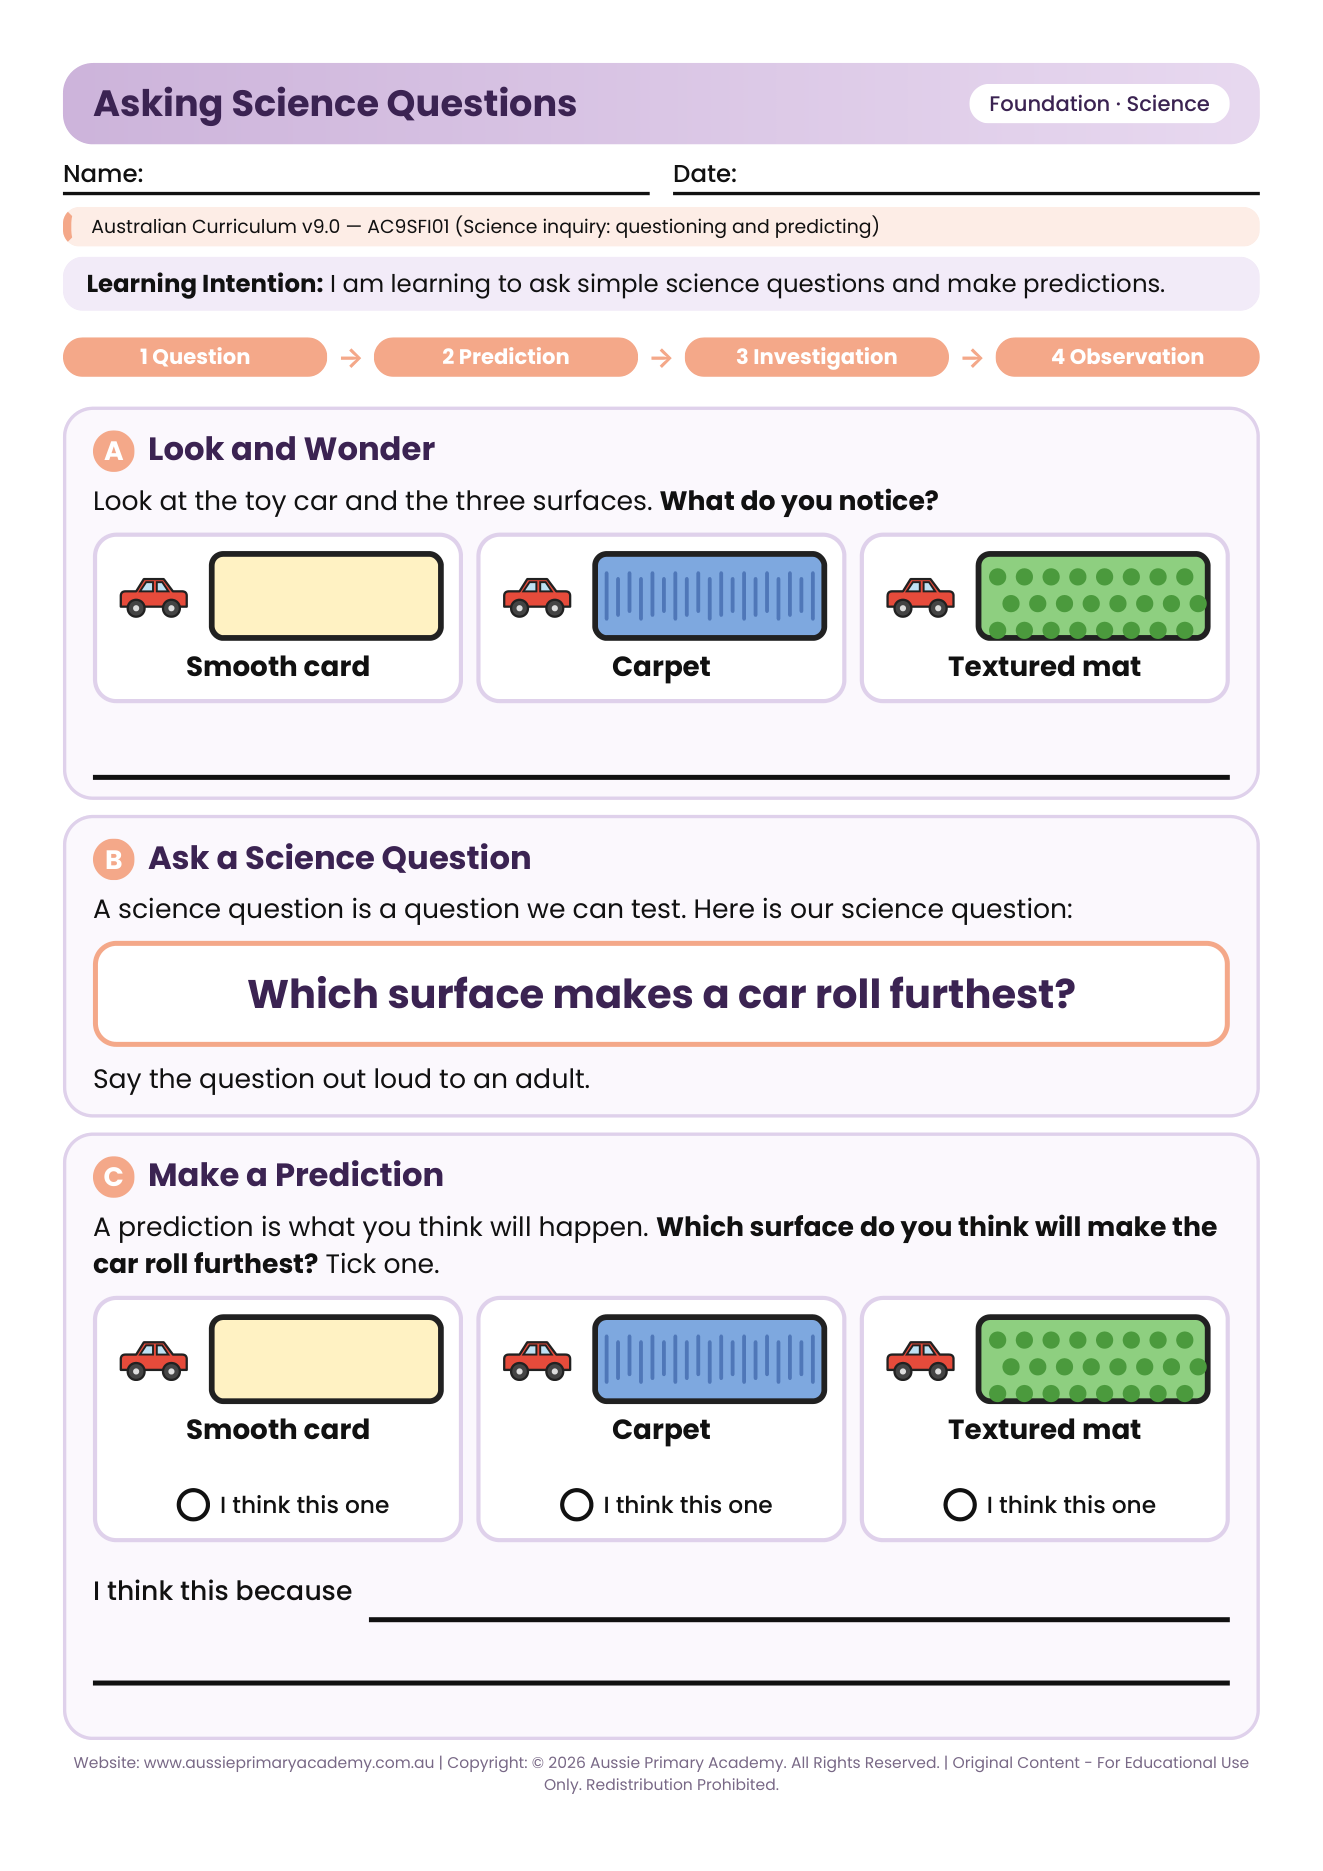 Asking Science Questions
Foundation · Science
Name:
Date:
Australian Curriculum v9.0 — AC9SFI01 (Science inquiry: questioning and predicting)
Learning Intention: I am learning to ask simple science questions and make predictions.
1 Question → 2 Prediction → 3 Investigation → 4 Observation
A Look and Wonder
Look at the toy car and the three surfaces. What do you notice?
Smooth card
Carpet
Textured mat
B Ask a Science Question
A science question is a question we can test. Here is our science question:
Which surface makes a car roll furthest?
Say the question out loud to an adult.
C Make a Prediction
A prediction is what you think will happen. Which surface do you think will make the
car roll furthest? Tick one.
Smooth card
Carpet
Textured mat
I think this one
I think this one
I think this one
I think this because
Website: www.aussieprimaryacademy.com.au | Copyright: © 2026 Aussie Primary Academy. All Rights Reserved. | Original Content - For Educational Use
Only. Redistribution Prohibited.